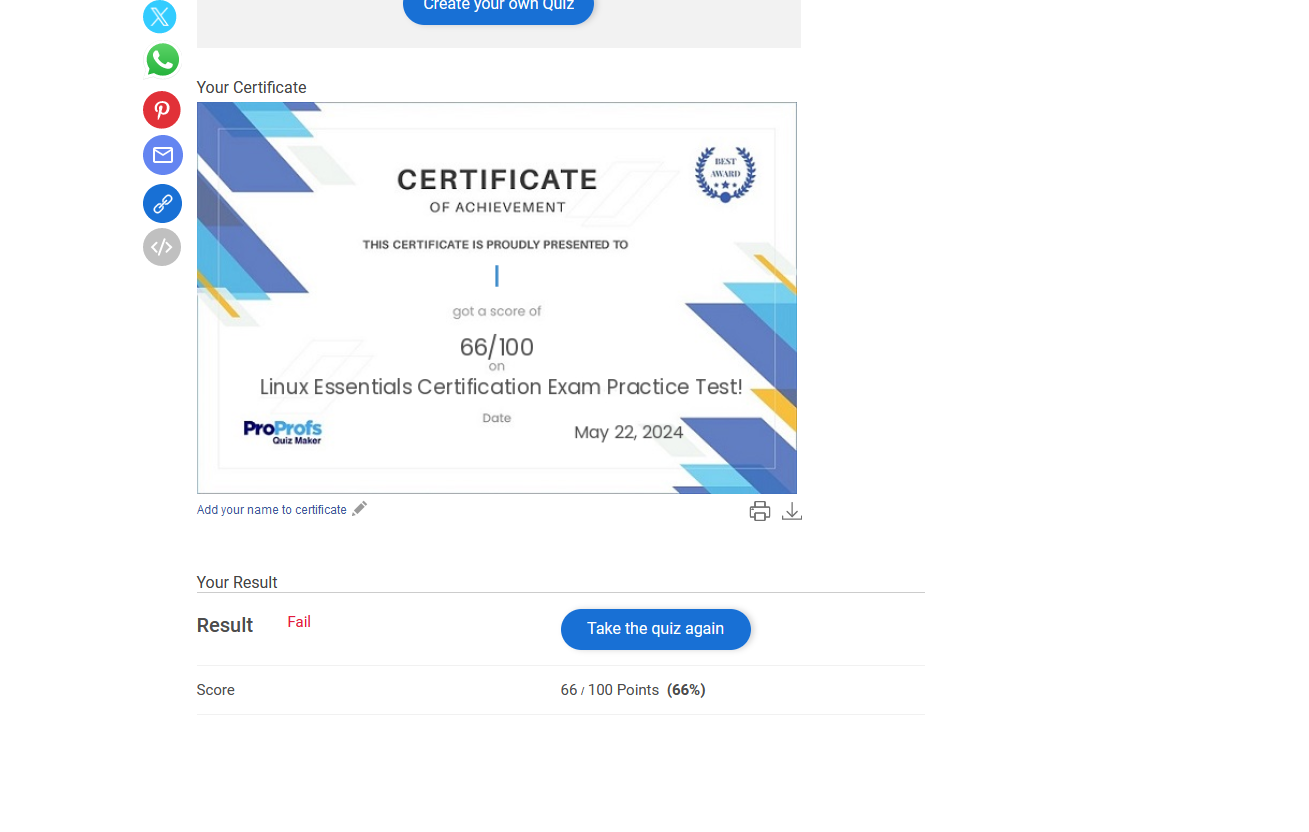 Create your own Quiz
Your Certificate
BEST
AWARD
CERTIFICATE
OF ACHIEVEMENT
THIS CERTIFICATE IS PROUDLY PRESENTED TO
got a score of
66/100
on
Linux Essentials Certification Exam Practice Test!
Date
ProProfs
Quiz Maker
May 22, 2024
Add your name to certificate
Your Result
Result Fail Take the quiz again
Score 66 / 100 Points (66%)